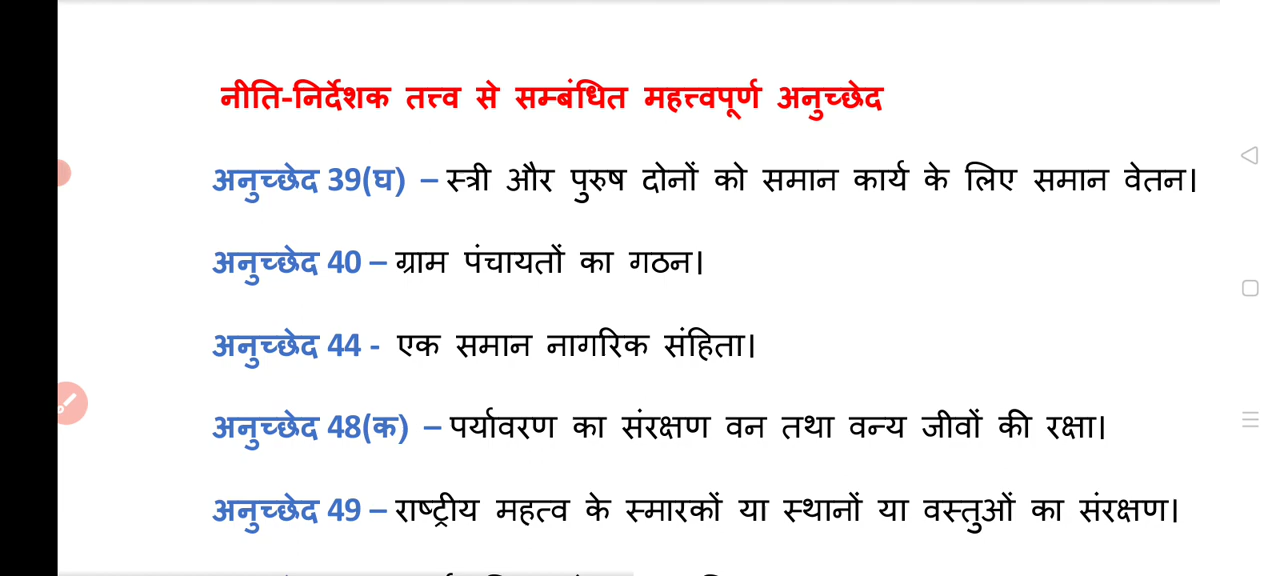 नीति-निर्देशक तत्त्व से सम्बंधित महत्त्वपूर्ण अनुच्छेद
अनुच्छेद 39(घ) – स्त्री और पुरुष दोनों को समान कार्य के लिए समान वेतन।
अनुच्छेद 40 – ग्राम पंचायतों का गठन।
अनुच्छेद 44 - एक समान नागरिक संहिता।
अनुच्छेद 48(क) – पर्यावरण का संरक्षण वन तथा वन्य जीवों की रक्षा।
अनुच्छेद 49 – राष्ट्रीय महत्व के स्मारकों या स्थानों या वस्तुओं का संरक्षण।